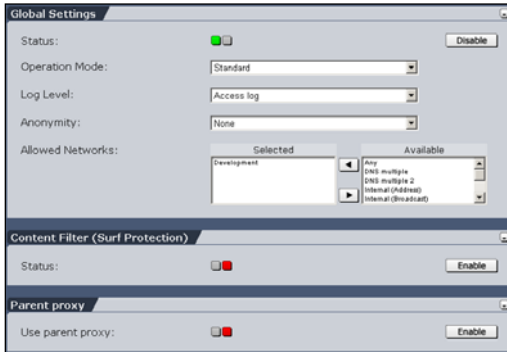 Global Settings
Status:
Disable
Operation Mode:
Standard
Log Level:
Access log
Anonymity:
None
Allowed Networks:
Selected
Available
Development
Any
DNS multiple
DNS multiple 2
Internal (Address)
Internal (Broadcast)
Content Filter (Surf Protection)
Status:
Enable
Parent proxy
Use parent proxy:
Enable